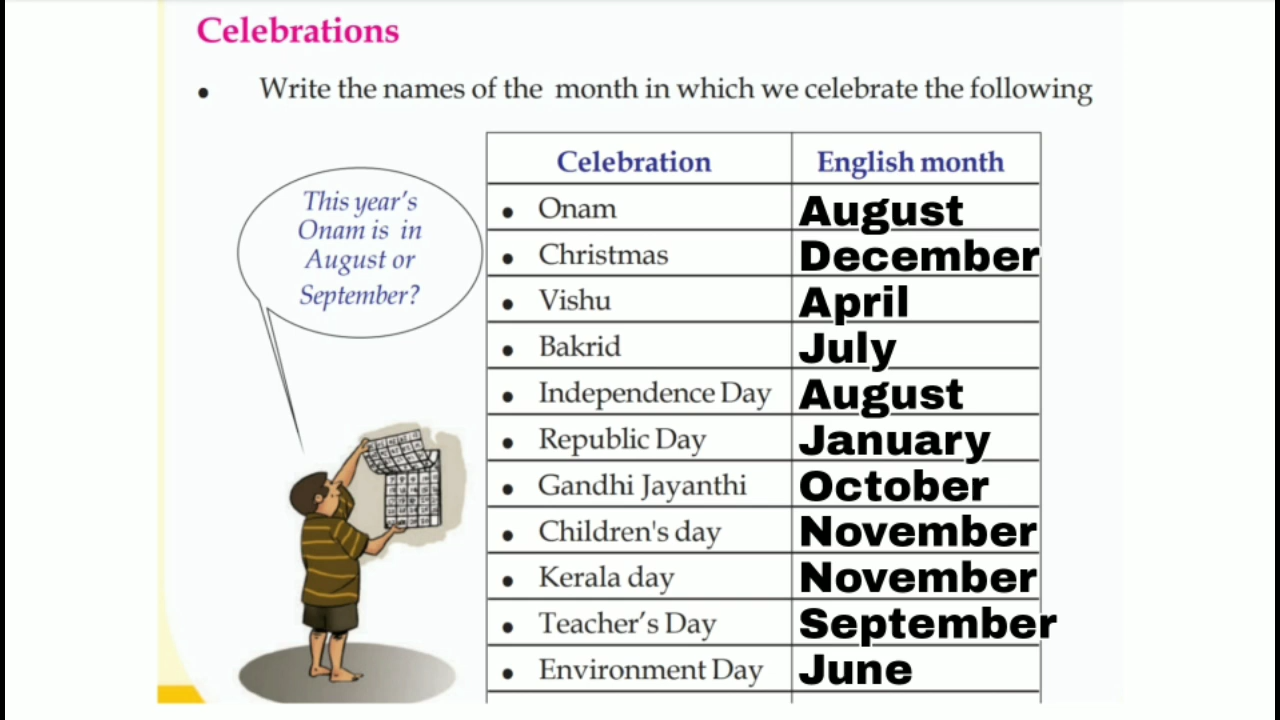 Celebrations
• Write the names of the month in which we celebrate the following
This year's
Onam is in
August or
September?
Celebration English month
• Onam August
• Christmas December
• Vishu April
• Bakrid July
• Independence Day August
• Republic Day January
• Gandhi Jayanthi October
• Children's day November
• Kerala day November
• Teacher's Day September
• Environment Day June